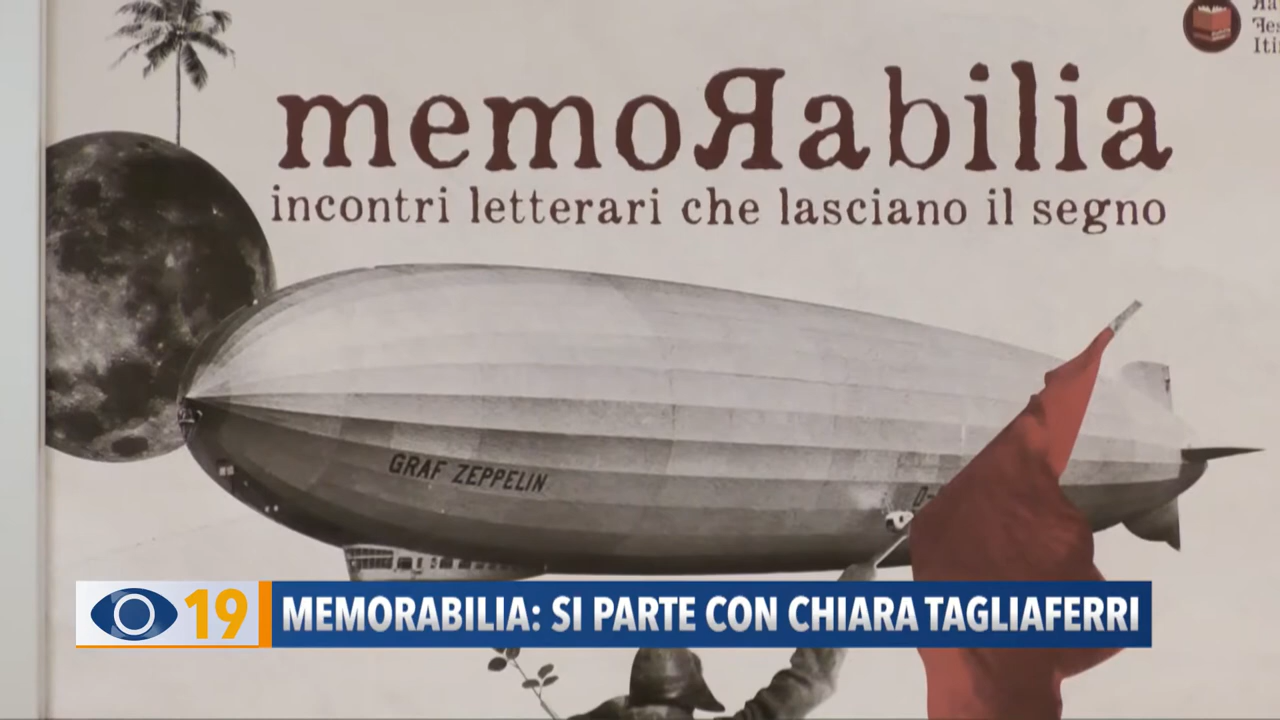 memoЯabilia
incontri letterari che lasciano il segno
GRAF ZEPPELIN
19
MEMORABILIA: SI PARTE CON CHIARA TAGLIAFERRI